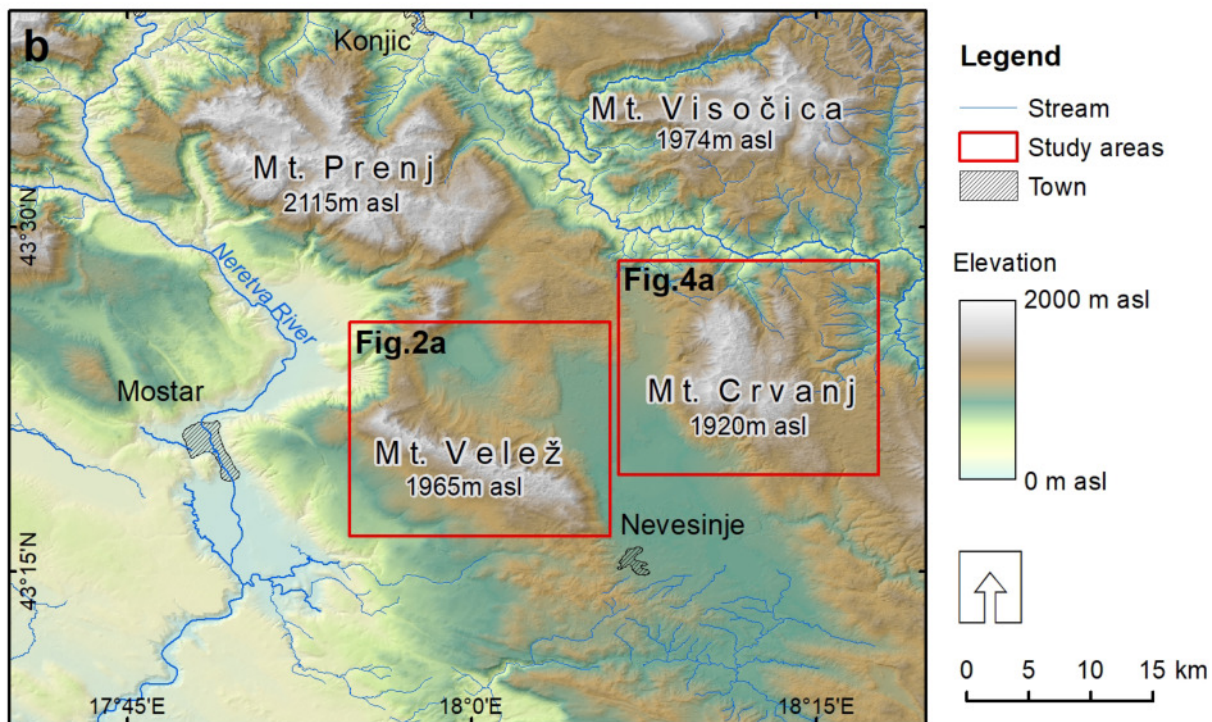 b
Konjic
Mt. Visočica
1974m asl
Mt. Prenj
2115m asl
43°30'N
Neretva River
Fig.4a
Fig.2a
Mostar
Mt. Crvanj
1920m asl
Mt. Velež
1965m asl
Nevesinje
43°15'N
17°45'E
18°0'E
18°15'E
Legend
Stream
Study areas
Town
Elevation
2000 m asl
0 m asl
0 5 10 15 km